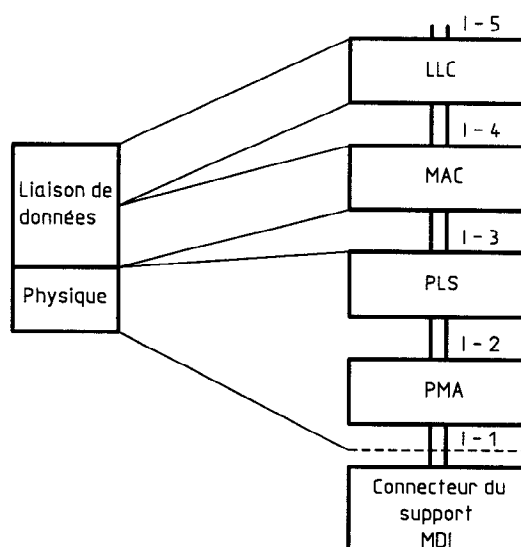 I-5
LLC
I-4
Liaison de
données
MAC
I-3
Physique
PLS
I-2
PMA
I-1
Connecteur du
support
MDI